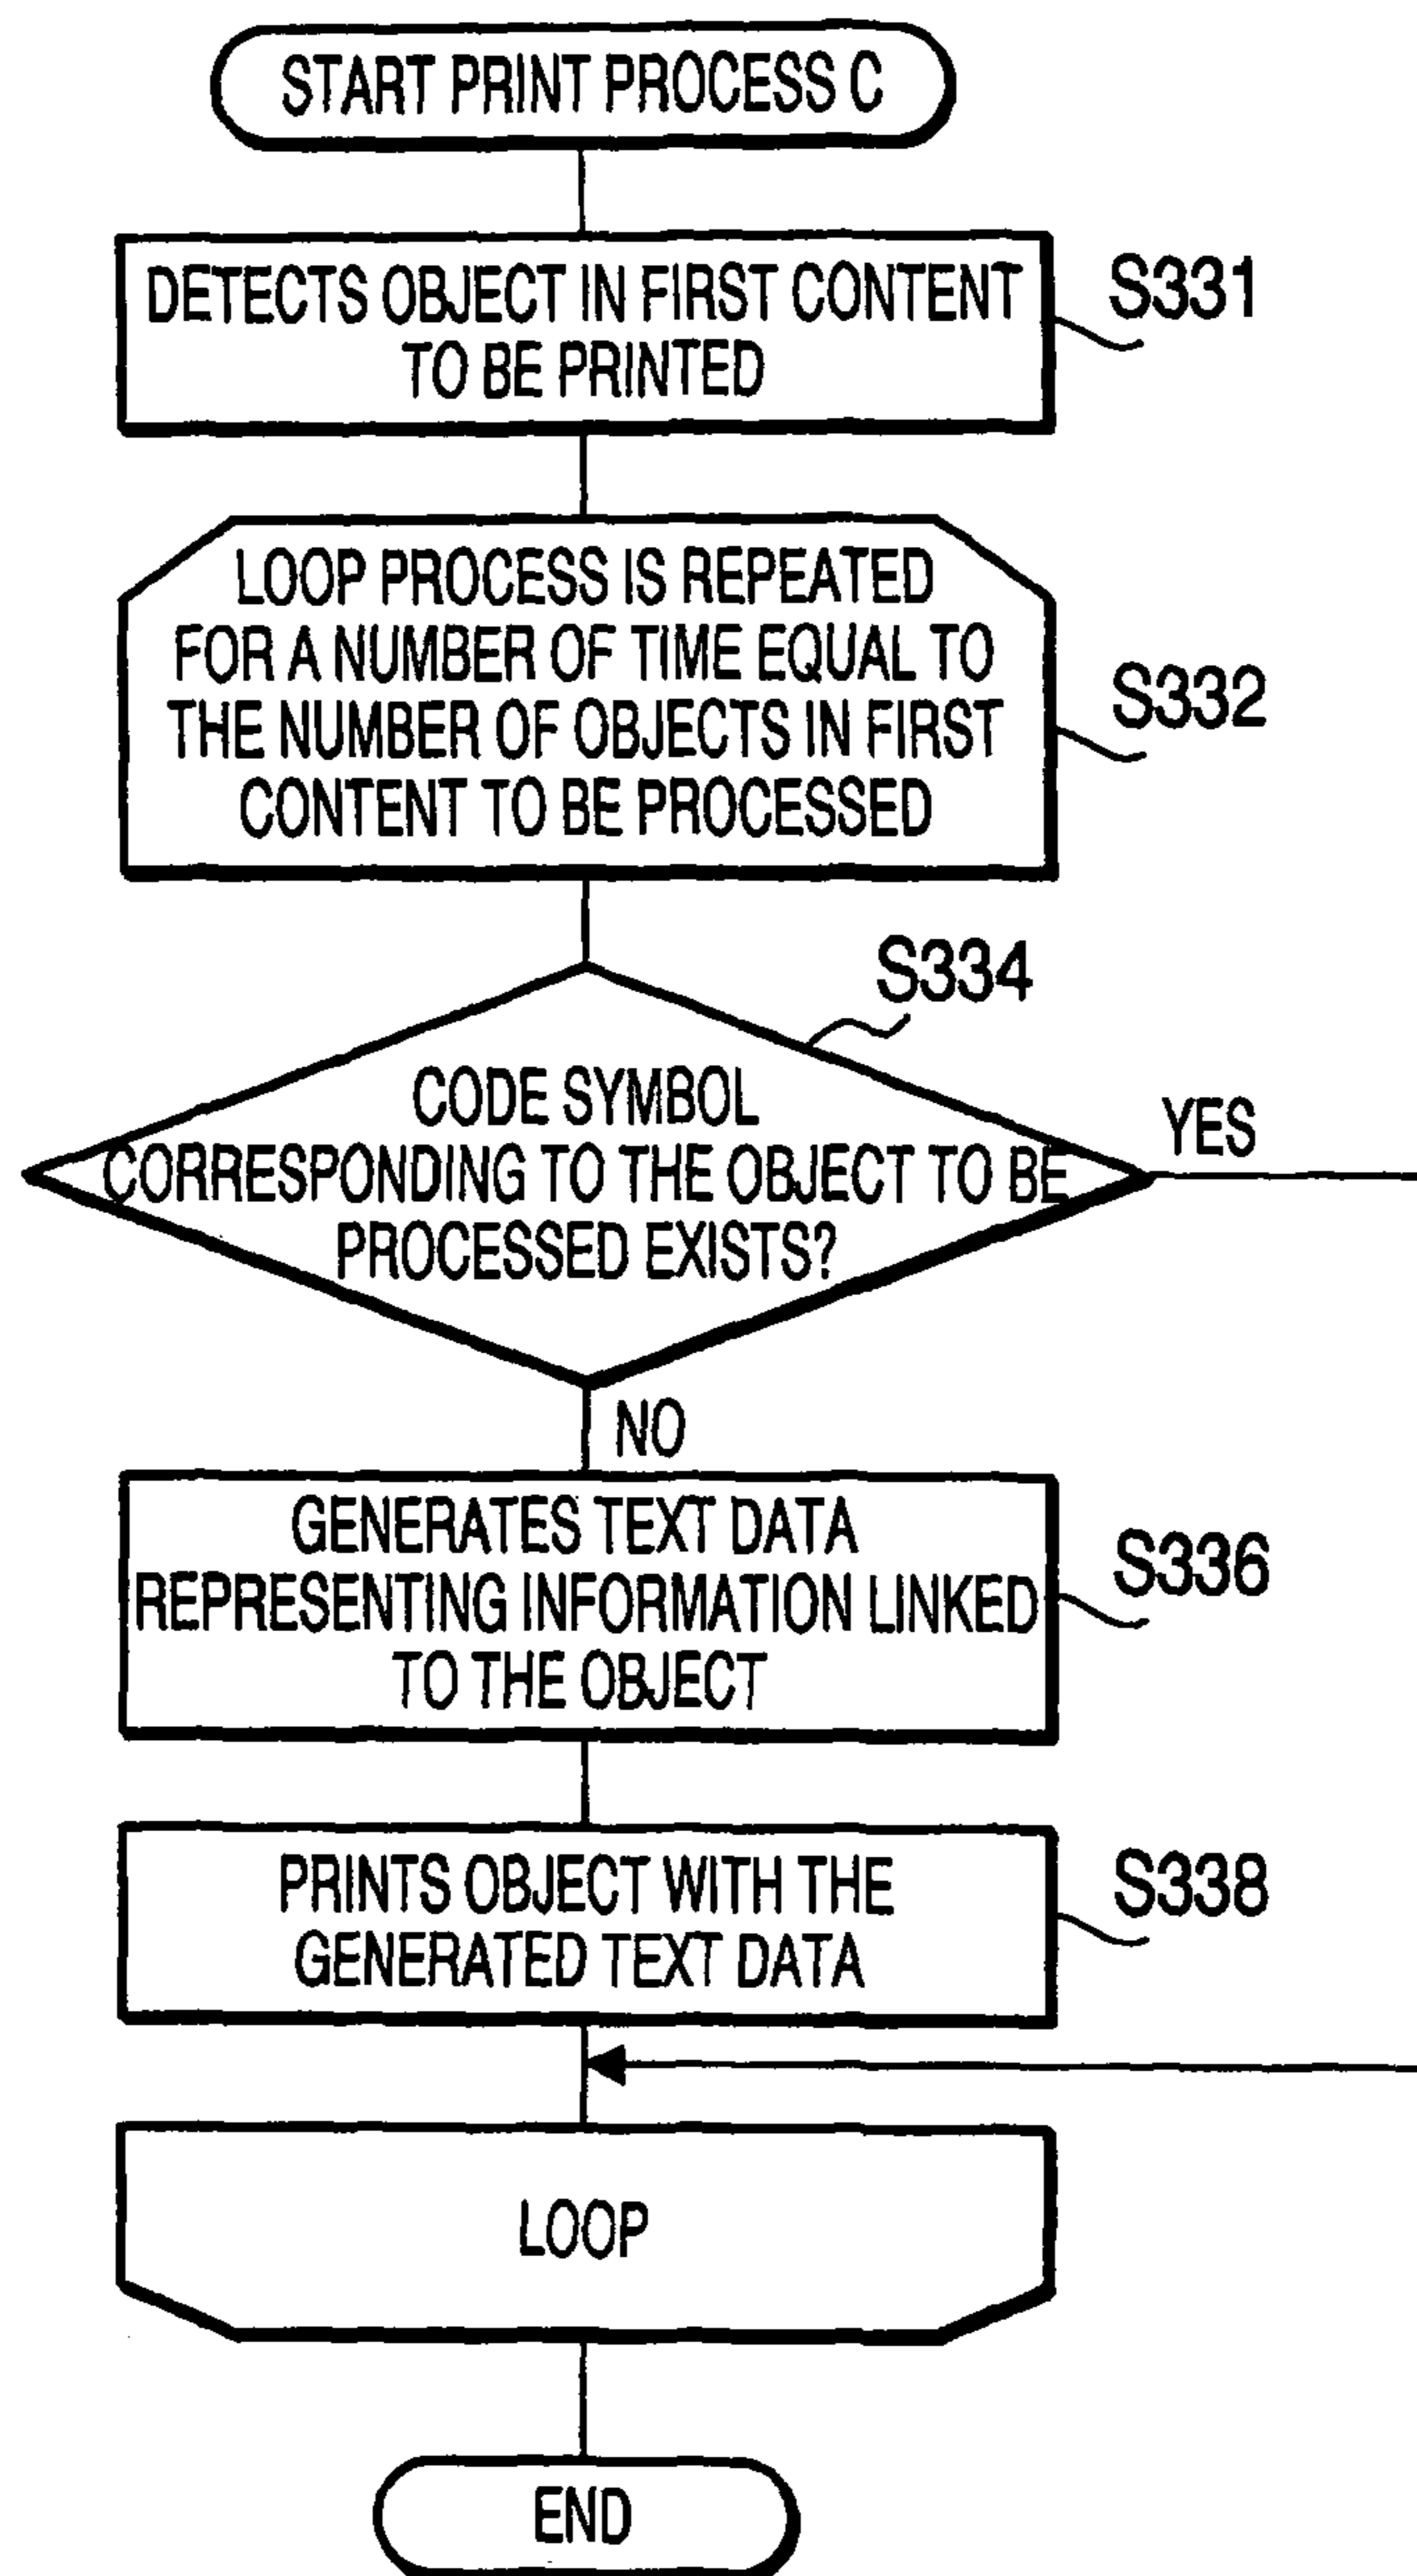 START PRINT PROCESS C
DETECTS OBJECT IN FIRST CONTENT
TO BE PRINTED
S331
LOOP PROCESS IS REPEATED
FOR A NUMBER OF TIME EQUAL TO
THE NUMBER OF OBJECTS IN FIRST
CONTENT TO BE PROCESSED
S332
S334
CODE SYMBOL
CORRESPONDING TO THE OBJECT TO BE
PROCESSED EXISTS?
YES
NO
GENERATES TEXT DATA
REPRESENTING INFORMATION LINKED
TO THE OBJECT
S336
PRINTS OBJECT WITH THE
GENERATED TEXT DATA
S338
LOOP
END